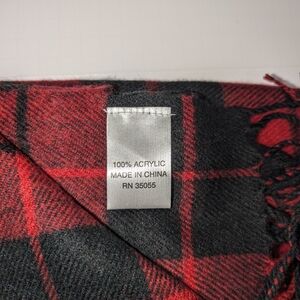 100% ACRYLIC
MADE IN CHINA
RN 35055